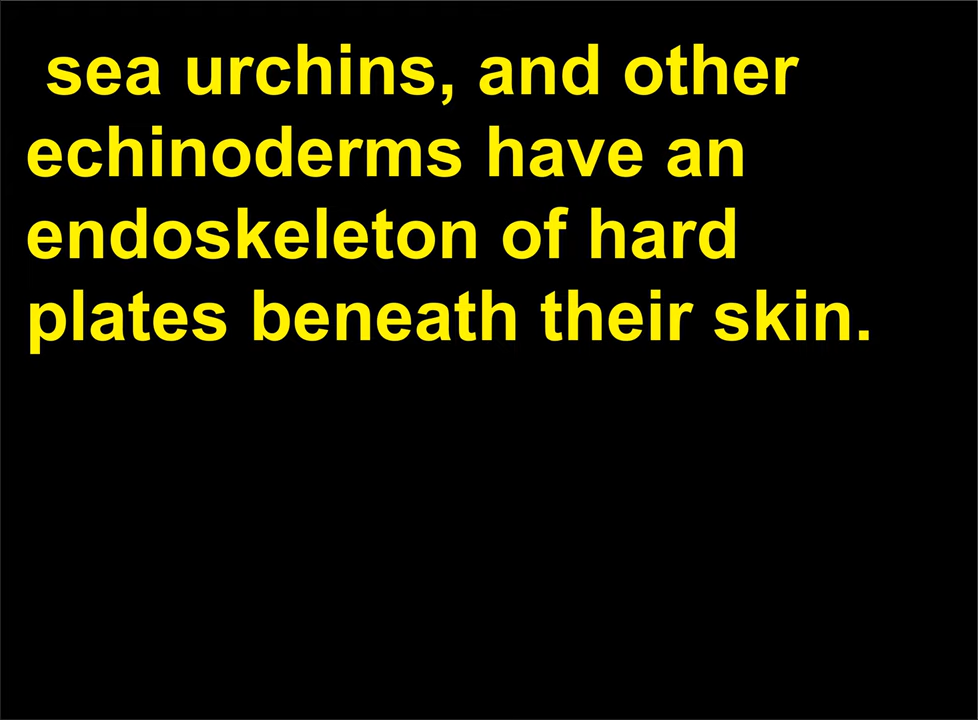 sea urchins, and other
echinoderms have an
endoskeleton of hard
plates beneath their skin.